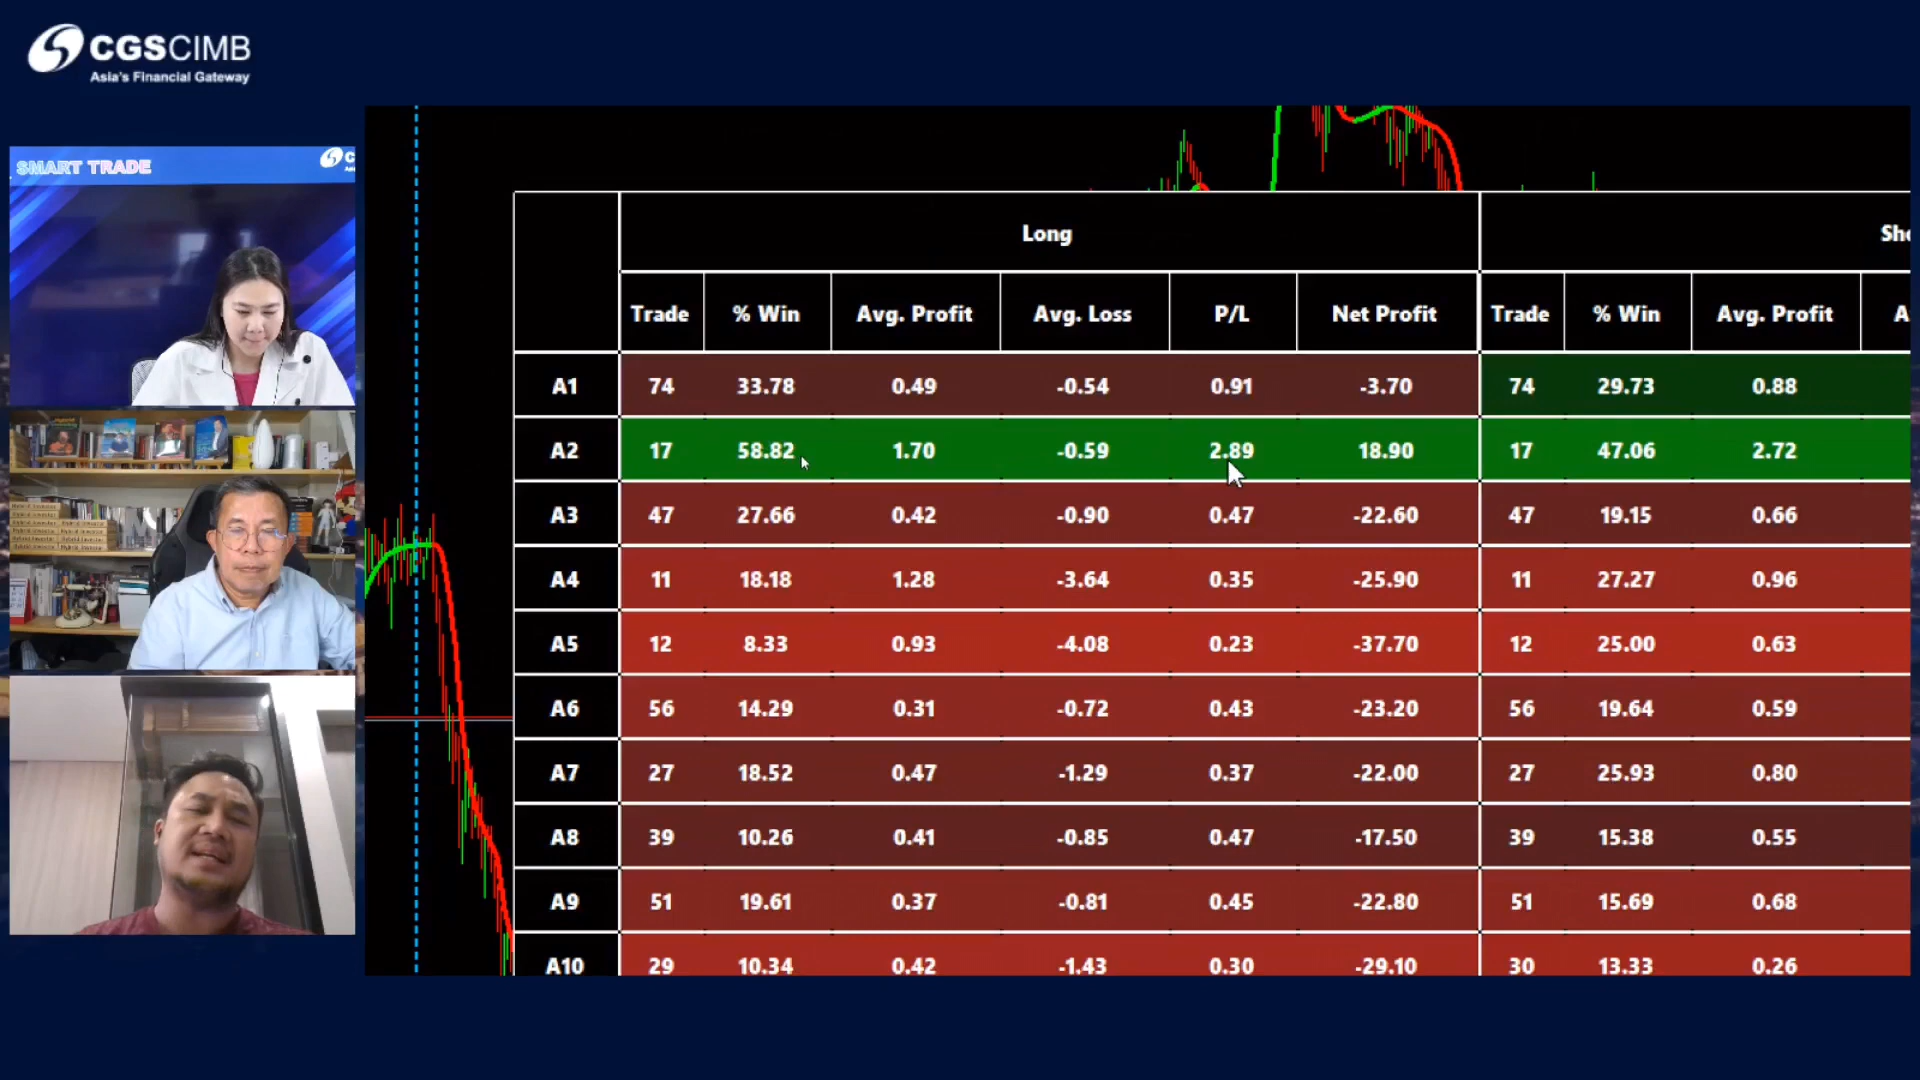 CGSCIMB
Asia's Financial Gateway
SMART TRADE
Long
Trade % Win Avg. Profit Avg. Loss P/L Net Profit Trade % Win Avg. Profit
A1 74 33.78 0.49 -0.54 0.91 -3.70 74 29.73 0.88
A2 17 58.82 1.70 -0.59 2.89 18.90 17 47.06 2.72
A3 47 27.66 0.42 -0.90 0.47 -22.60 47 19.15 0.66
A4 11 18.18 1.28 -3.64 0.35 -25.90 11 27.27 0.96
A5 12 8.33 0.93 -4.08 0.23 -37.70 12 25.00 0.63
A6 56 14.29 0.31 -0.72 0.43 -23.20 56 19.64 0.59
A7 27 18.52 0.47 -1.29 0.37 -22.00 27 25.93 0.80
A8 39 10.26 0.41 -0.85 0.47 -17.50 39 15.38 0.55
A9 51 19.61 0.37 -0.81 0.45 -22.80 51 15.69 0.68
A10 29 10.34 0.42 -1.43 0.30 -29.10 30 13.33 0.26